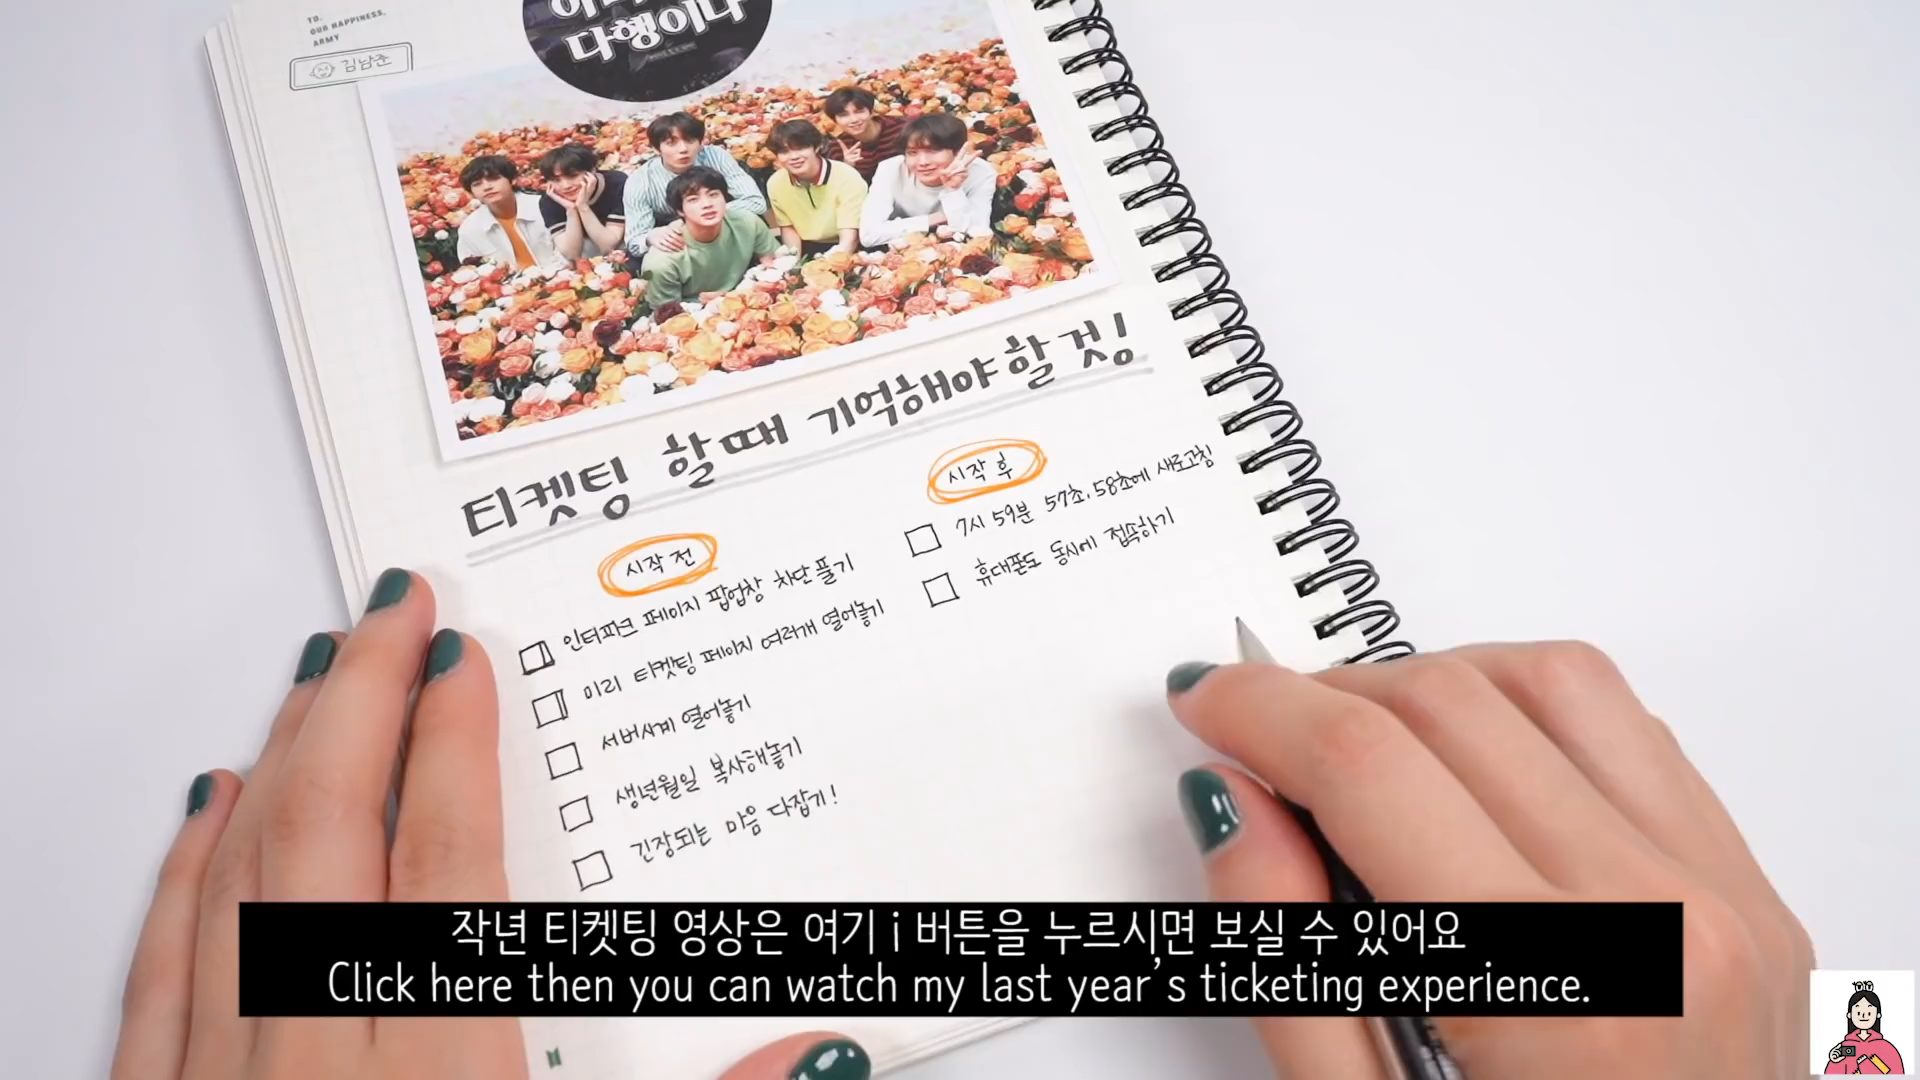 TO.
OUR HAPPINESS,
ARMY
김남준
다행이다
티켓팅 할때 기억해야할것!
시작 전
인터파크 페이지 팝업창 차단풀기
미리 티켓팅 페이지 여러개 열어놓기
서버시계 열어놓기
생년월일 복사해놓기
긴장되는 마음 다잡기!
시작 후
7시 59분 57초, 58초에 새로고침
휴대폰도 동시에 접속하기
작년 티켓팅 영상은 여기 i 버튼을 누르시면 보실 수 있어요
Click here then you can watch my last year's ticketing experience.